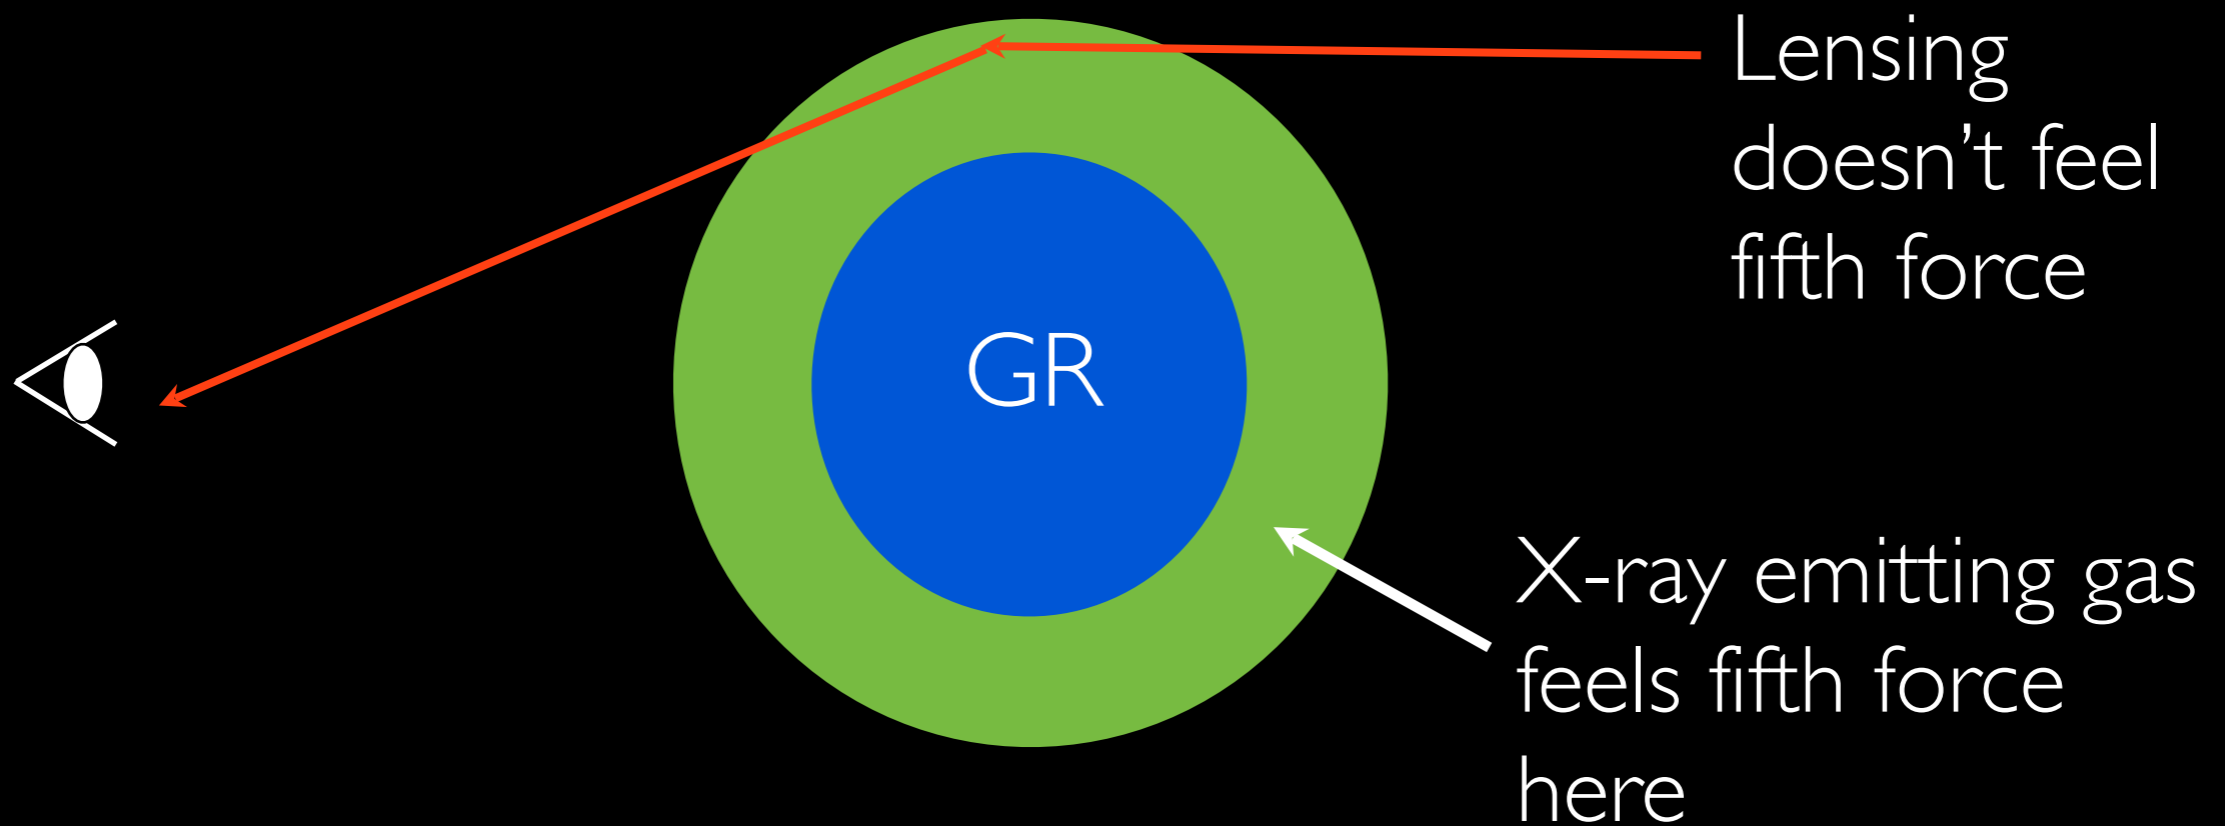 Lensing
doesn’t feel
fifth force
GR
X-ray emitting gas
feels fifth force
here